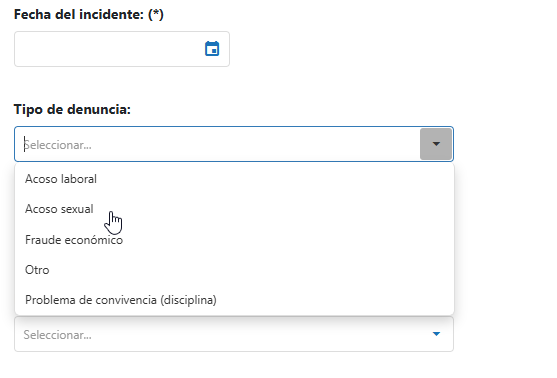 Fecha del incidente: (*)
Tipo de denuncia:
Seleccionar...
Acoso laboral
Acoso sexual
Fraude económico
Otro
Problema de convivencia (disciplina)
Seleccionar...